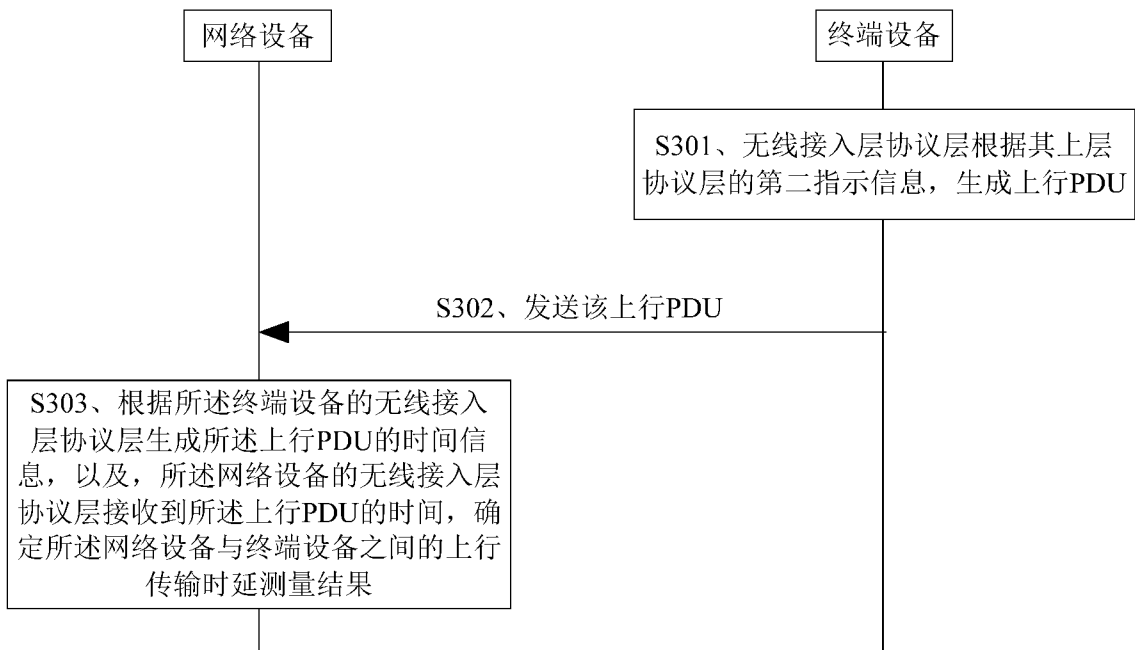 网络设备
终端设备
S301、无线接入层协议层根据其上层
协议层的第二指示信息，生成上行PDU
S302、发送该上行PDU
S303、根据所述终端设备的无线接入
层协议层生成所述上行PDU的时间信
息，以及，所述网络设备的无线接入层
协议层接收到所述上行PDU的时间，确
定所述网络设备与终端设备之间的上行
传输时延测量结果